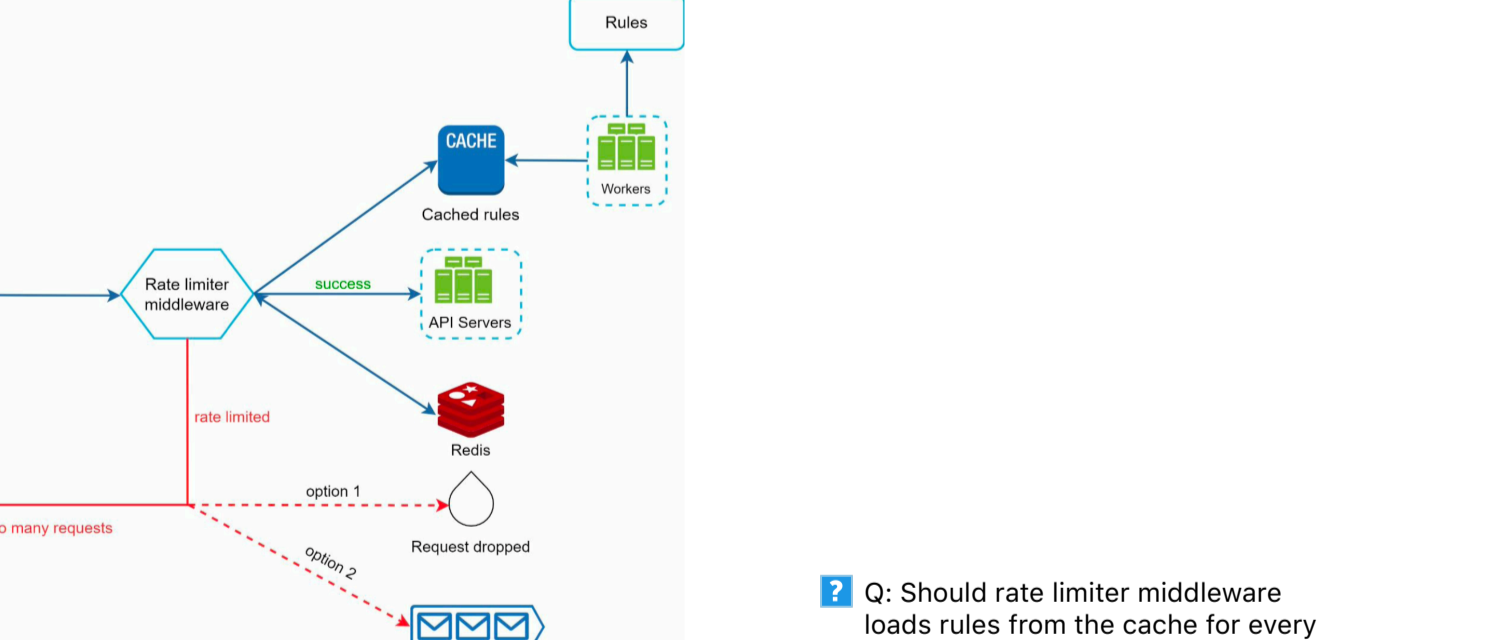 Rules
CACHE
Workers
Cached rules
Rate limiter
middleware
success
API Servers
rate limited
Redis
option 1
o many requests
Request dropped
option 2
? Q: Should rate limiter middleware
loads rules from the cache for every